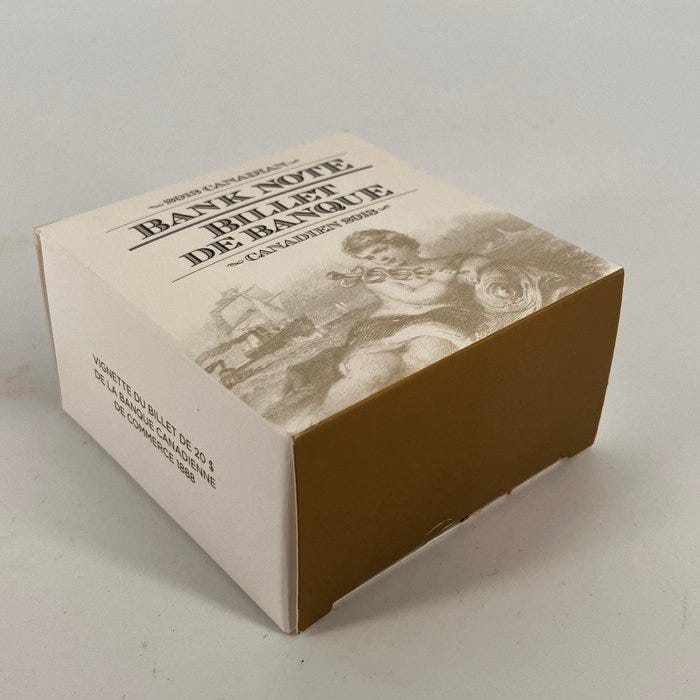 2013 CANADIAN
BANK NOTE
BILLET
DE BANQUE
CANADIEN 2013
VIGNETTE DU BILLET DE 20 $
DE LA BANQUE CANADIENNE
DE COMMERCE 1888